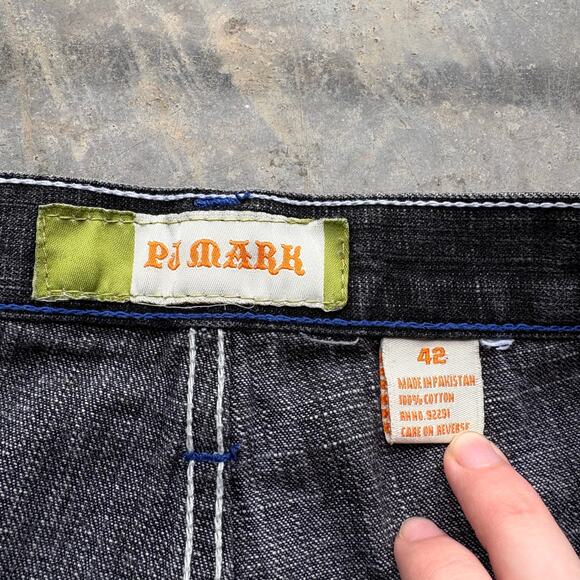 PJ MARK
42
MADE IN PAKISTAN
100% COTTON
RN NO. 92291
CARE ON REVERSE